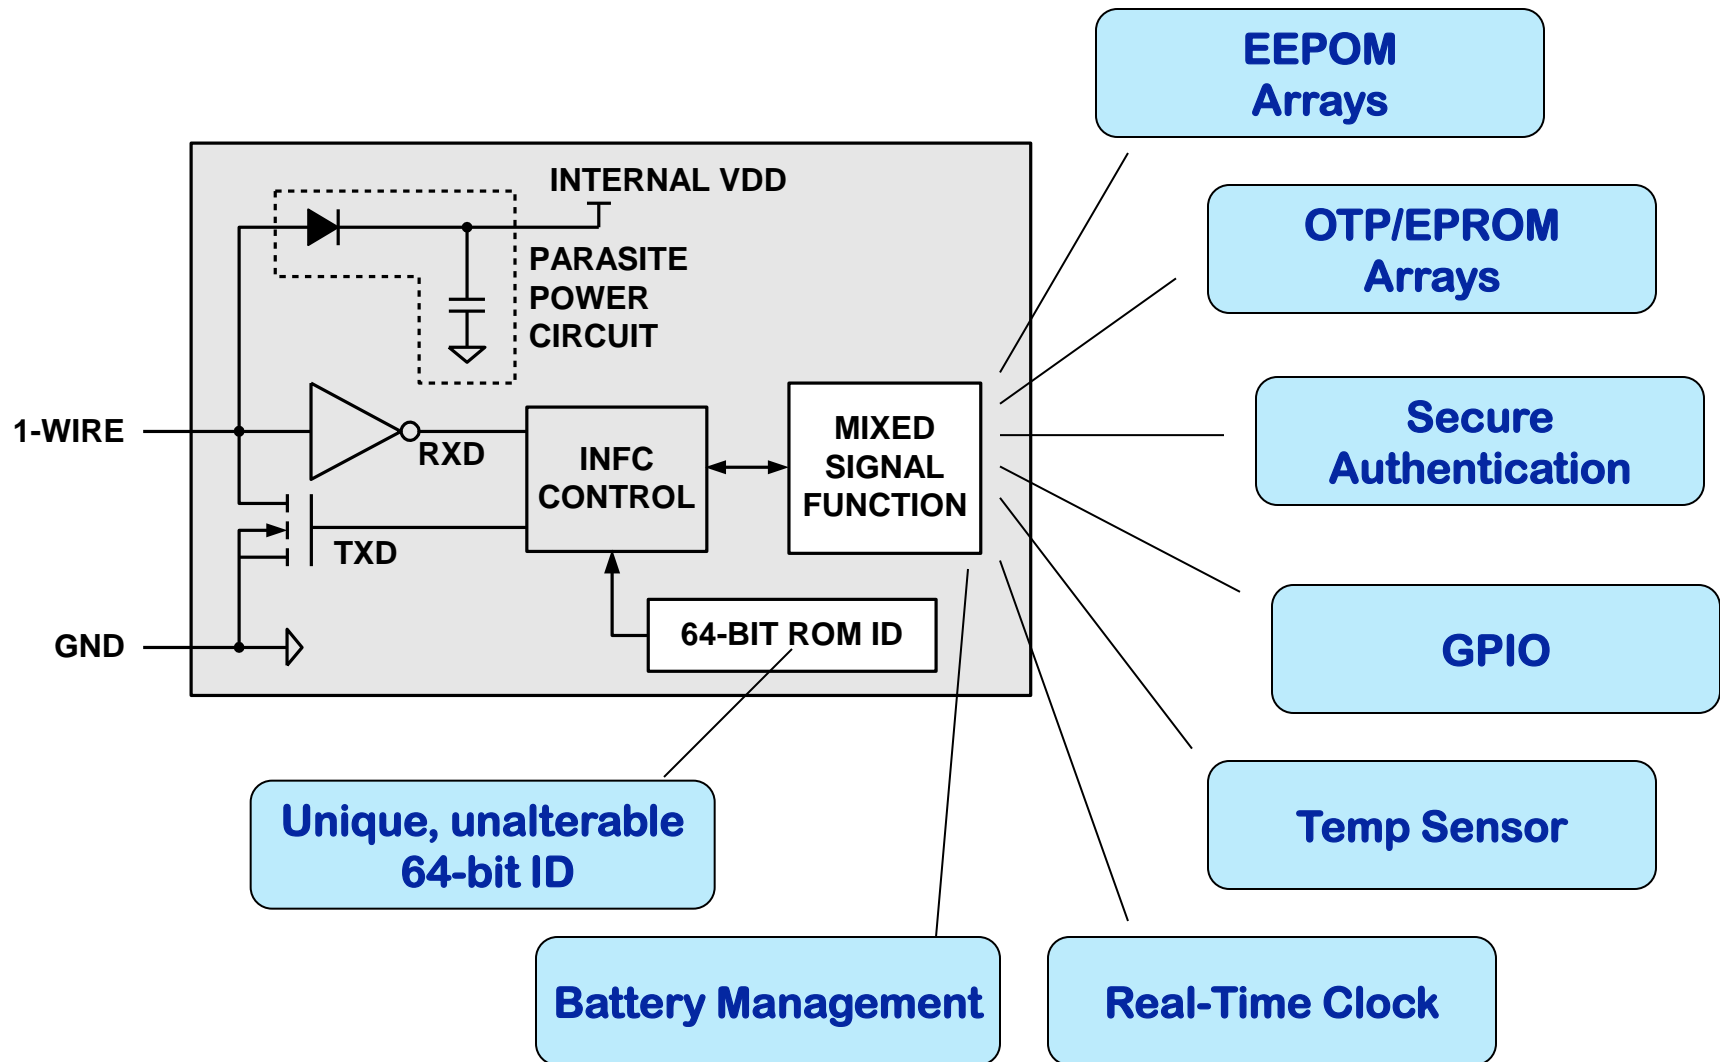 EEPOM
Arrays
INTERNAL VDD
OTP/EPROM
Arrays
PARASITE
POWER
CIRCUIT
1-WIRE
RXD
INFC
CONTROL
MIXED
SIGNAL
FUNCTION
Secure
Authentication
TXD
GND
64-BIT ROM ID
GPIO
Unique, unalterable
64-bit ID
Temp Sensor
Battery Management
Real-Time Clock